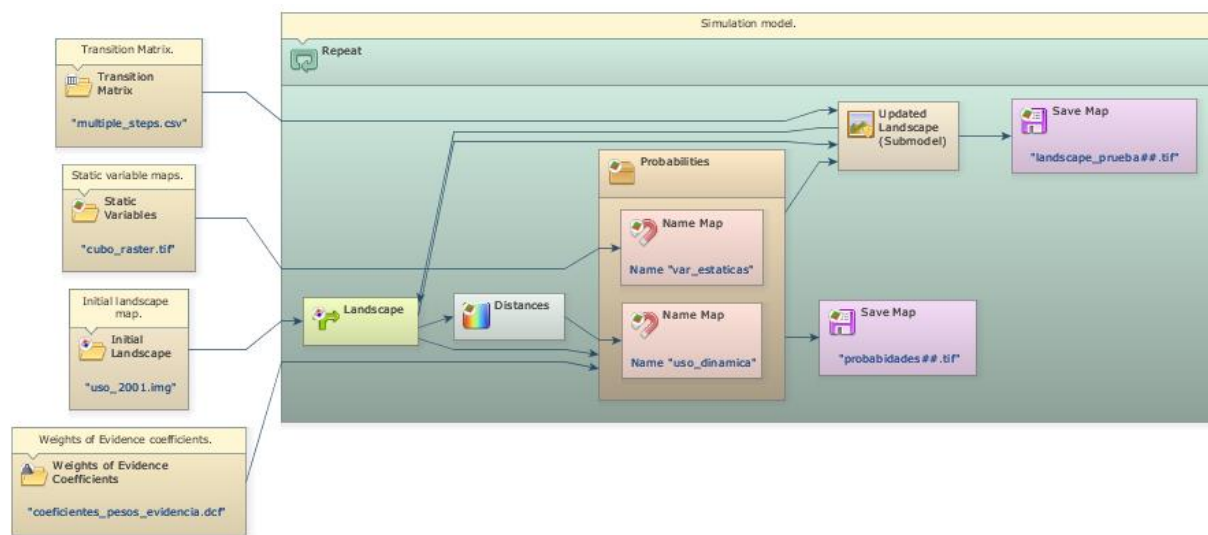 Simulation model.
Repeat
Transition Matrix.
Transition
Matrix
"multiple_steps.csv"
Static variable maps.
Static
Variables
"cubo_raster.tif"
Initial landscape
map.
Initial
Landscape
"uso_2001.img"
Weights of Evidence coefficients.
Weights of Evidence
Coefficients
"coeficientes_pesos_evidencia.dcf"
Landscape
Distances
Probabilities
Name Map
Name "var_estaticas"
Name Map
Name "uso_dinamica"
Updated
Landscape
(Submodel)
Save Map
"landscape_prueba##.tif"
Save Map
"probabidades##.tif"